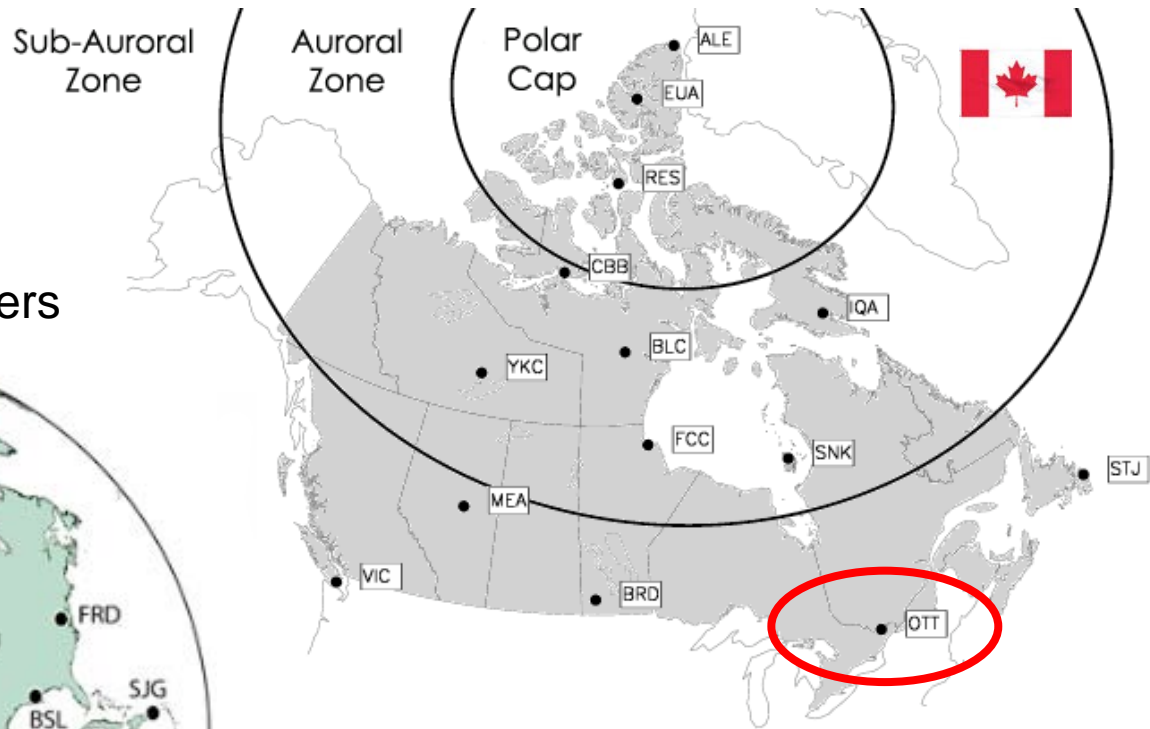 Sub-Auroral
Zone
Auroral
Zone
Polar
Cap
ALE
EUA
RES
CBB
IQA
BLC
YKC
FCC
SNK
STJ
MEA
VIC
BRD
OTT
ers
FRD
SJG
BSL